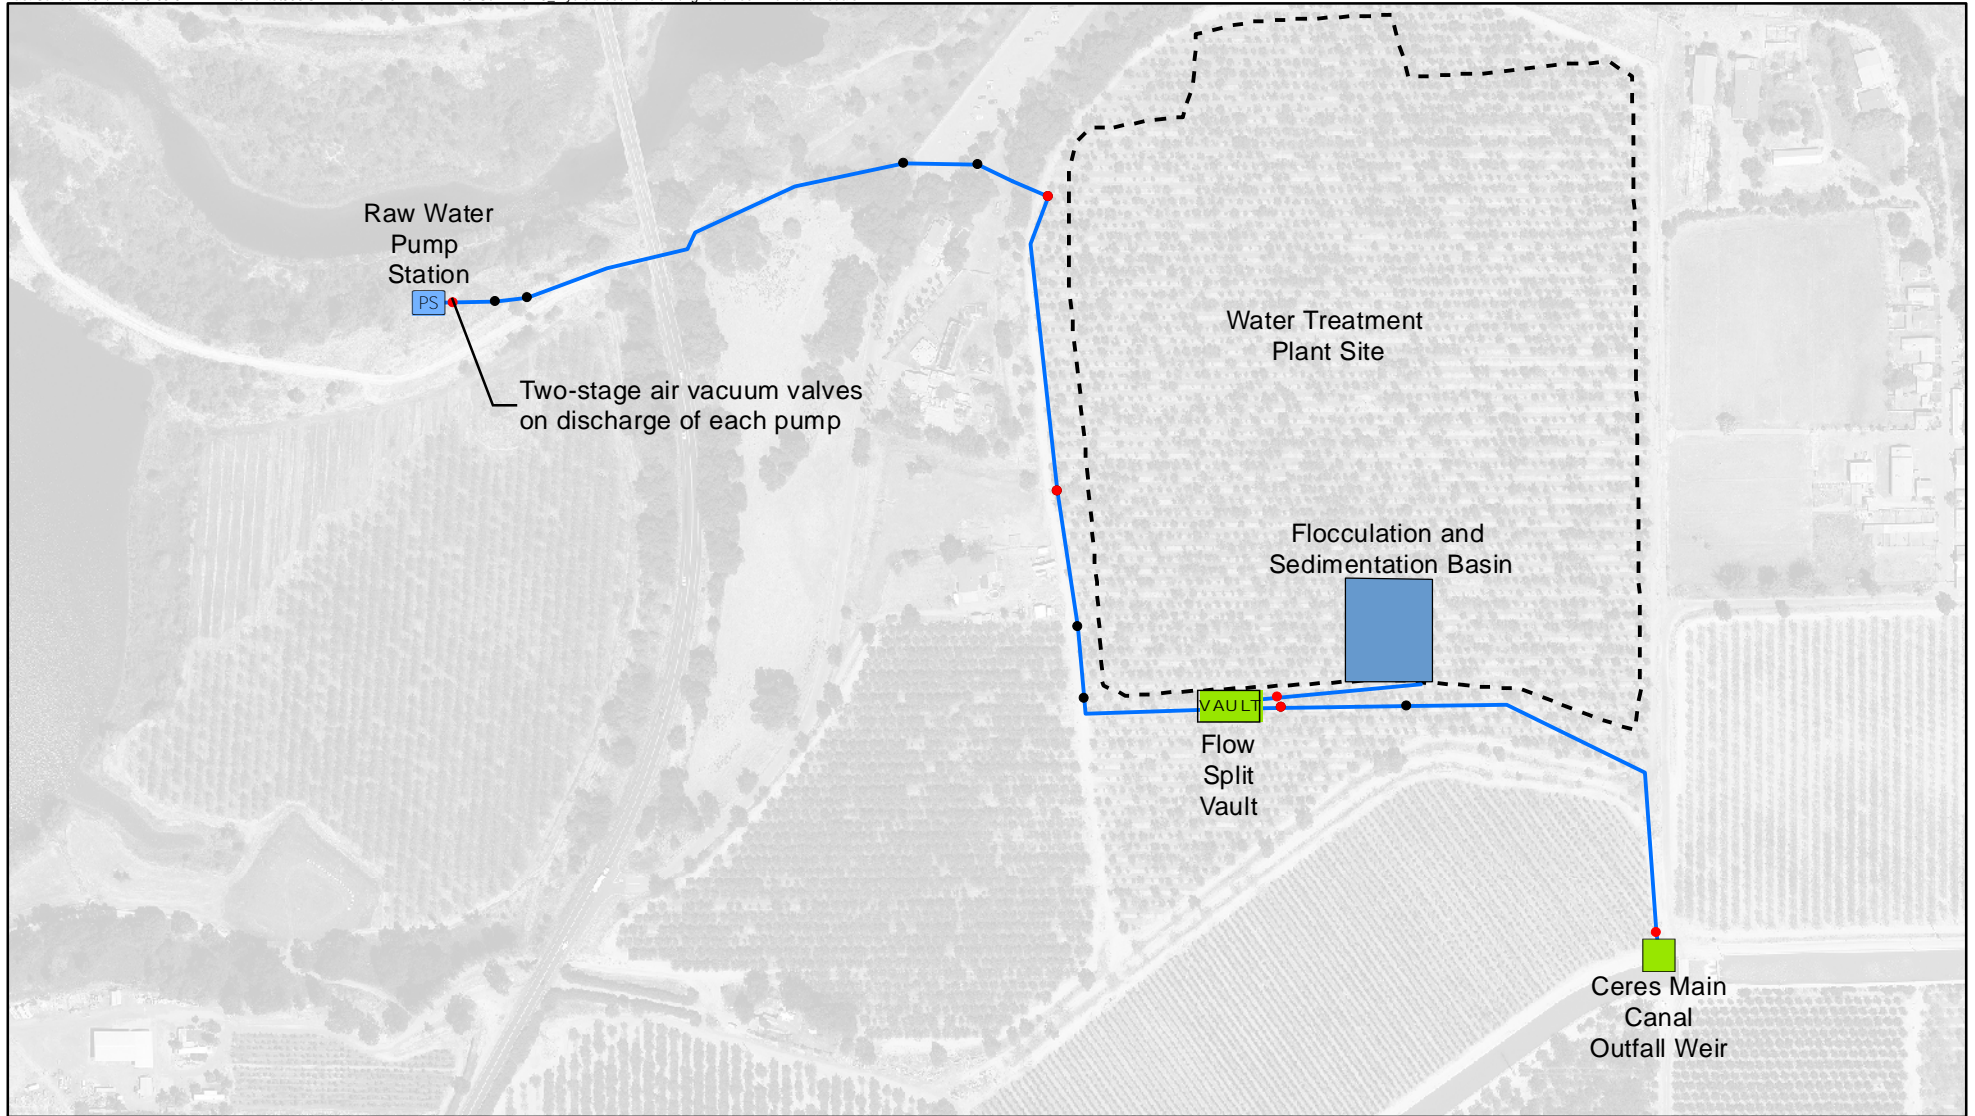 Raw Water
Pump
Station
PS
Two-stage air vacuum valves
on discharge of each pump
Water Treatment
Plant Site
Flocculation and
Sedimentation Basin
VAULT
Flow
Split
Vault
Ceres Main
Canal
Outfall Weir